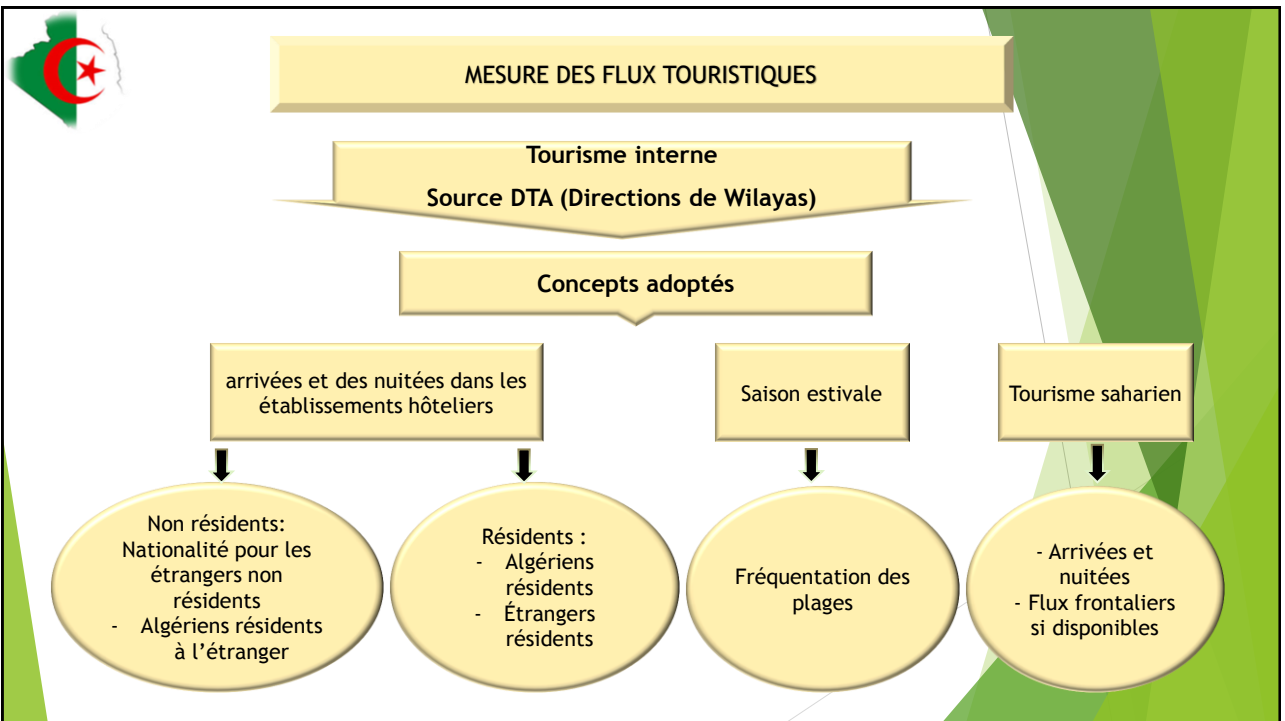 MESURE DES FLUX TOURISTIQUES
Tourisme interne
Source DTA (Directions de Wilayas)
Concepts adoptés
arrivées et des nuitées dans les
établissements hôteliers
Saison estivale
Tourisme saharien
Non résidents:
Nationalité pour les
étrangers non
résidents
- Algériens résidents
à l’étranger
Résidents :
- Algériens
résidents
- Étrangers
résidents
Fréquentation des
plages
- Arrivées et
nuitées
- Flux frontaliers
si disponibles